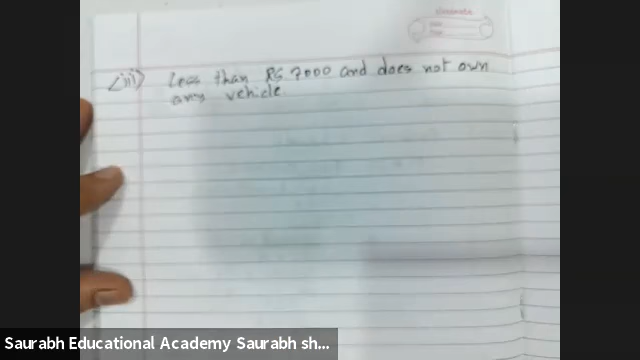 <iii> Less than RS 7000 and does not own
any vehicle.
Saurabh Educational Academy Saurabh sh...